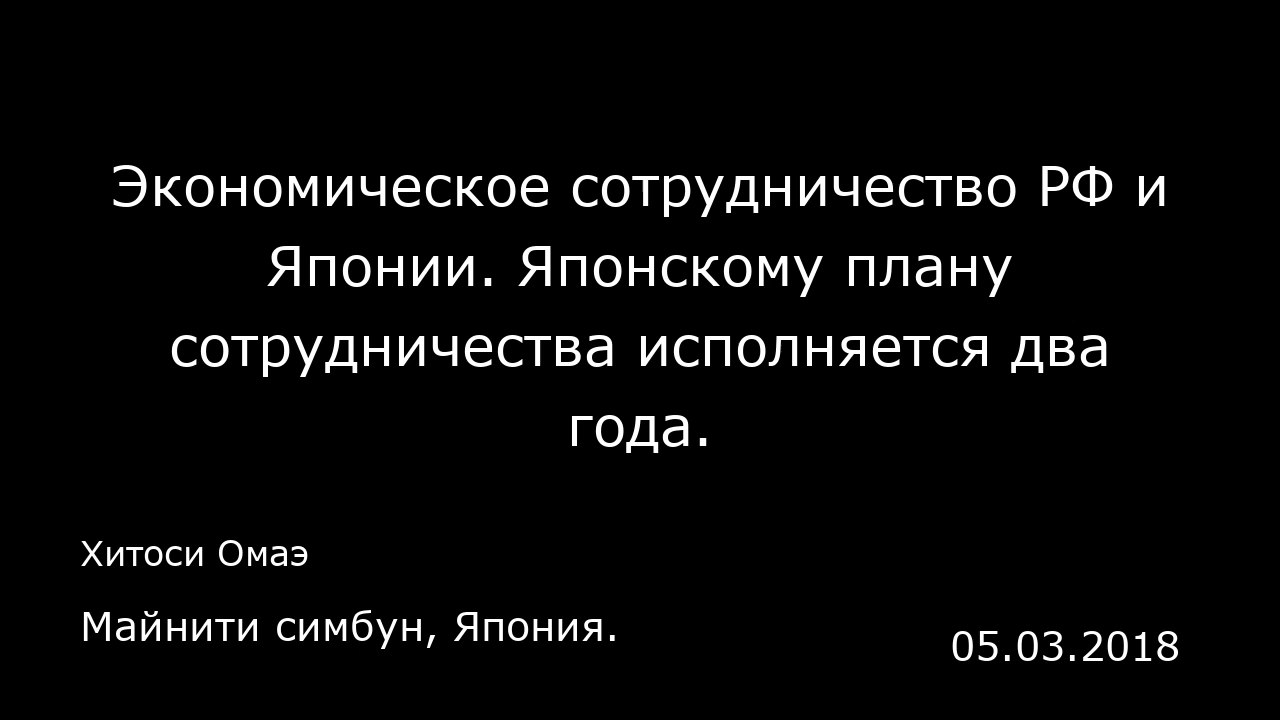 Экономическое сотрудничество РФ и
Японии. Японскому плану
сотрудничества исполняется два
года.
Хитоси Омаэ
Майнити симбун, Япония.
05.03.2018